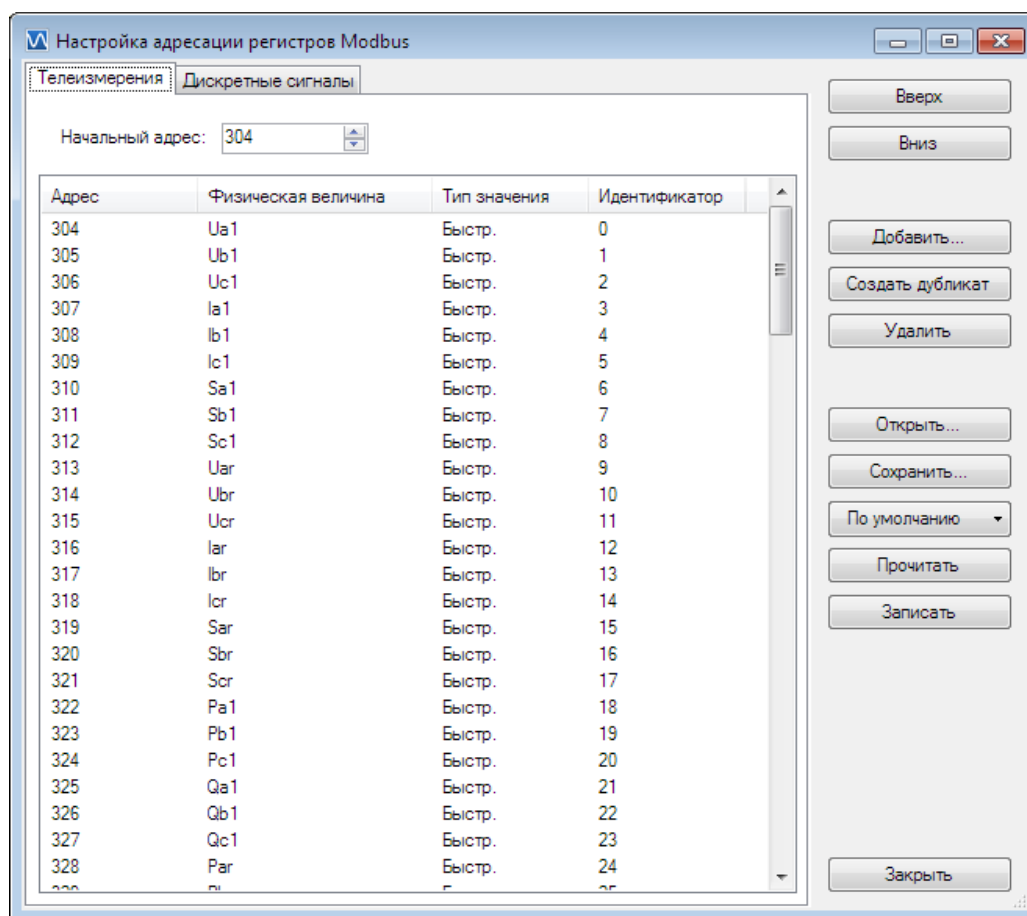 Настройка адресации регистров Modbus
Телеизмерения Дискретные сигналы
Начальный адрес: 304
Адрес Физическая величина Тип значения Идентификатор
304 Ua1 Быстр. 0
305 Ub1 Быстр. 1
306 Uc1 Быстр. 2
307 Ia1 Быстр. 3
308 Ib1 Быстр. 4
309 Ic1 Быстр. 5
310 Sa1 Быстр. 6
311 Sb1 Быстр. 7
312 Sc1 Быстр. 8
313 Uar Быстр. 9
314 Ubr Быстр. 10
315 Ucr Быстр. 11
316 Iar Быстр. 12
317 Ibr Быстр. 13
318 Icr Быстр. 14
319 Sar Быстр. 15
320 Sbr Быстр. 16
321 Scr Быстр. 17
322 Pa1 Быстр. 18
323 Pb1 Быстр. 19
324 Pc1 Быстр. 20
325 Qa1 Быстр. 21
326 Qb1 Быстр. 22
327 Qc1 Быстр. 23
328 Par Быстр. 24
Вверх
Вниз
Добавить...
Создать дубликат
Удалить
Открыть...
Сохранить...
По умолчанию
Прочитать
Записать
Закрыть